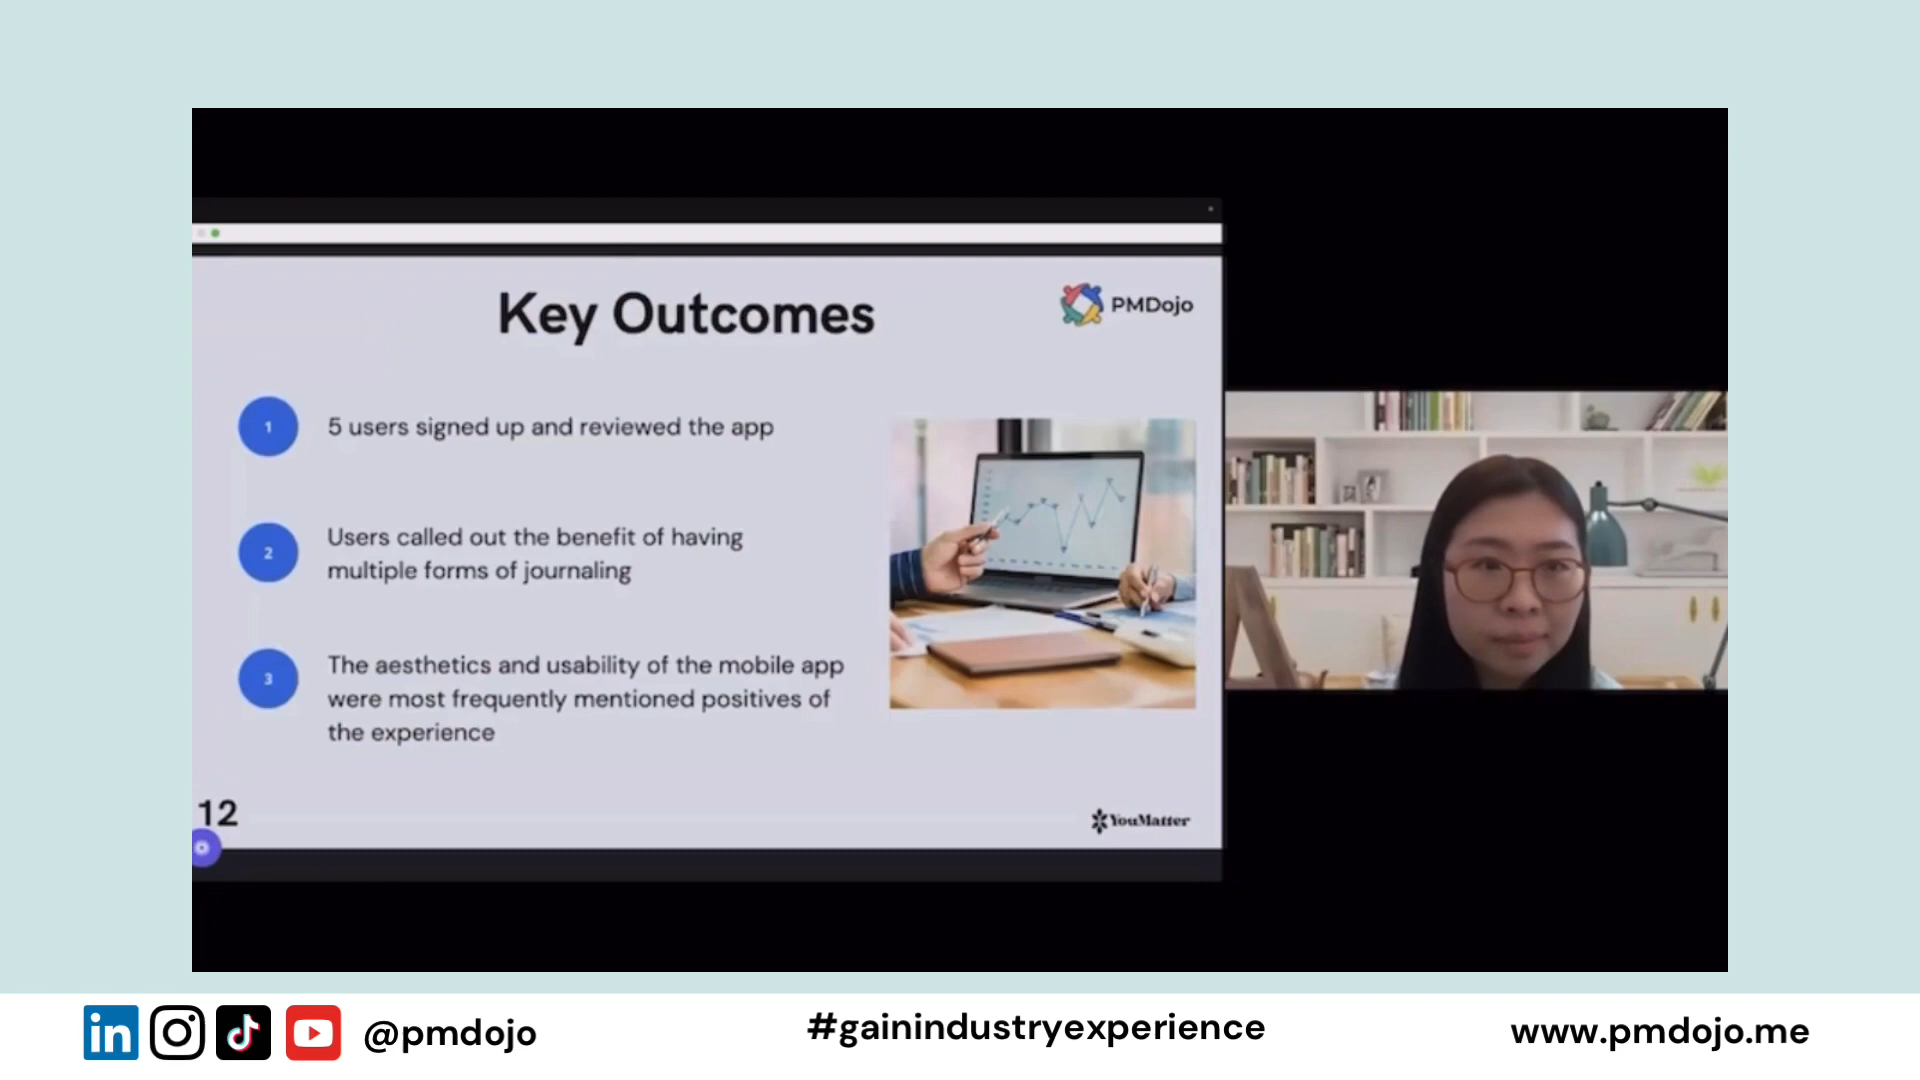 Key Outcomes
PMDojo
1
5 users signed up and reviewed the app
2
Users called out the benefit of having
multiple forms of journaling
3
The aesthetics and usability of the mobile app
were most frequently mentioned positives of
the experience
12
YouMatter
in
@pmdojo
#gainindustryexperience
www.pmdojo.me